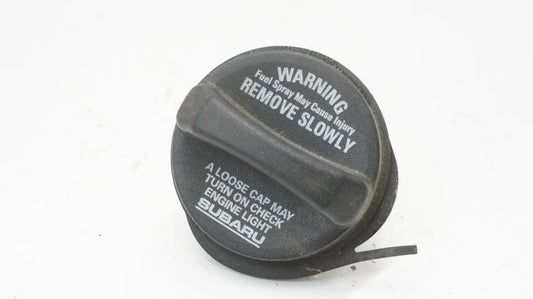 WARNING
Fuel Spray May Cause Injury
REMOVE SLOWLY
A LOOSE CAP MAY
TURN ON CHECK
ENGINE LIGHT
SUBARU